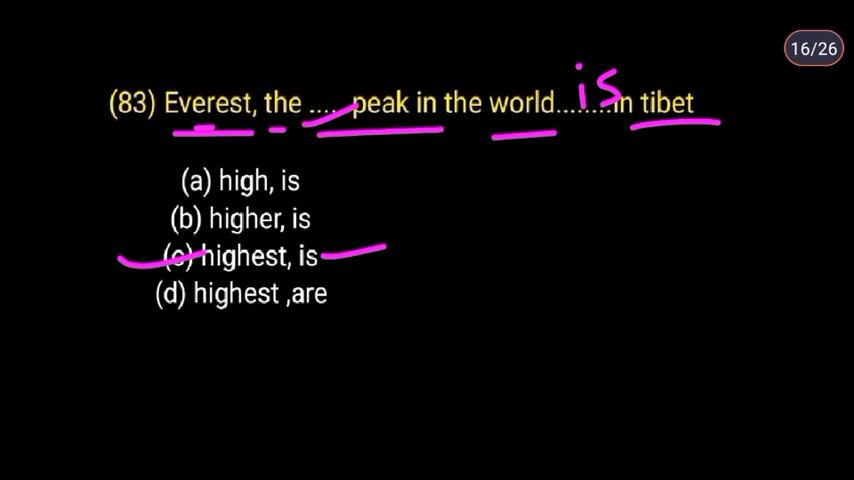 16/26
(83) Everest, the .... peak in the world........in tibet
is
(a) high, is
(b) higher, is
(c) highest, is
(d) highest ,are